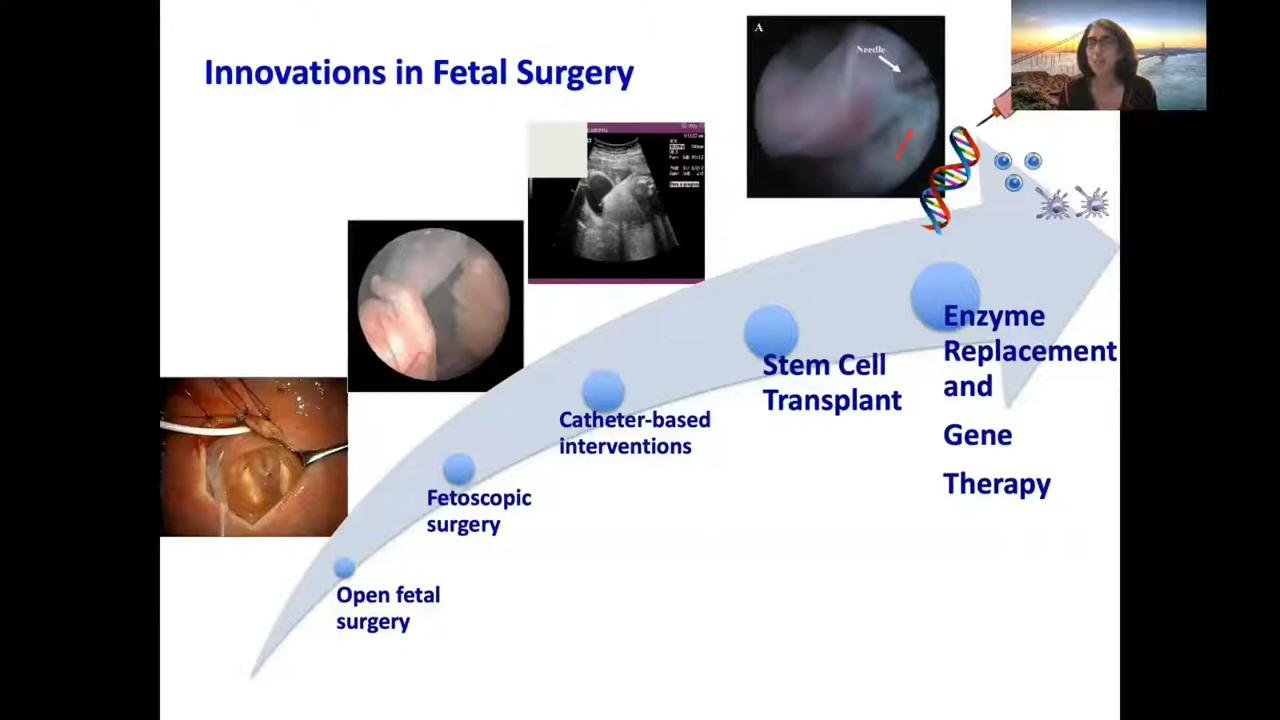 Innovations in Fetal Surgery
A
Needle
Enzyme
Replacement
and
Gene
Therapy
Stem Cell
Transplant
Catheter-based
interventions
Fetoscopic
surgery
Open fetal
surgery